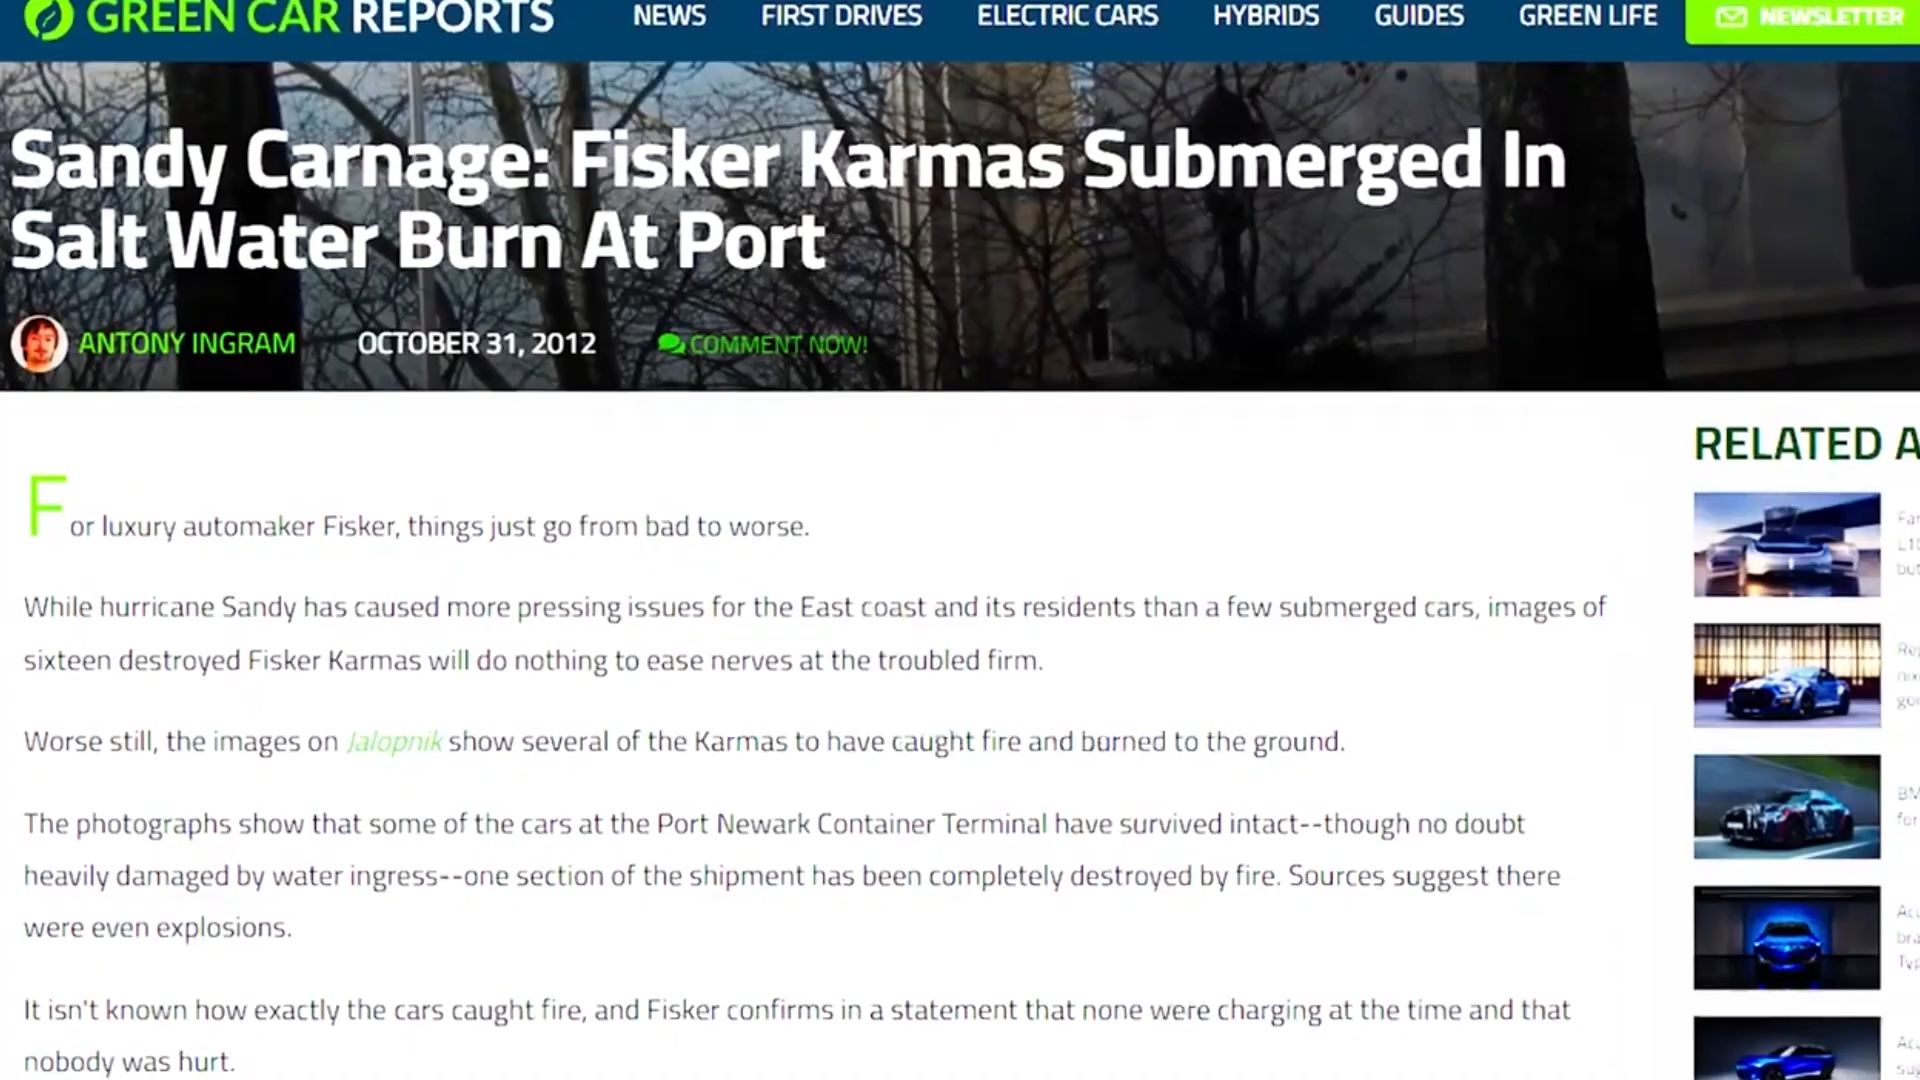 GREEN CAR REPORTS
NEWS FIRST DRIVES ELECTRIC CARS HYBRIDS GUIDES GREEN LIFE NEWSLETTER
Sandy Carnage: Fisker Karmas Submerged In
Salt Water Burn At Port
ANTONY INGRAM OCTOBER 31, 2012 COMMENT NOW!
For luxury automaker Fisker, things just go from bad to worse.
While hurricane Sandy has caused more pressing issues for the East coast and its residents than a few submerged cars, images of
sixteen destroyed Fisker Karmas will do nothing to ease nerves at the troubled firm.
Worse still, the images on Jalopnik show several of the Karmas to have caught fire and burned to the ground.
The photographs show that some of the cars at the Port Newark Container Terminal have survived intact--though no doubt
heavily damaged by water ingress--one section of the shipment has been completely destroyed by fire. Sources suggest there
were even explosions.
It isn't known how exactly the cars caught fire, and Fisker confirms in a statement that none were charging at the time and that
nobody was hurt.
RELATED A
but
BM
for